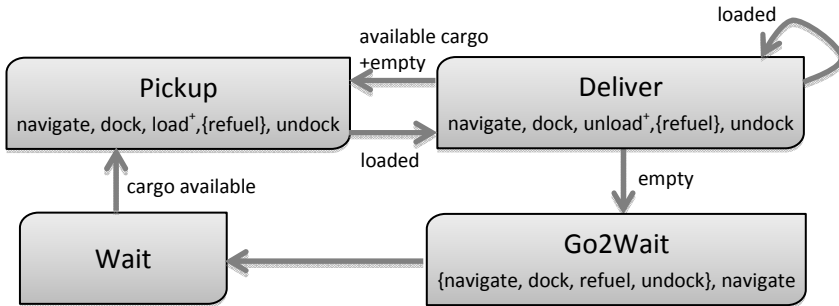 loaded
available cargo
+empty
Pickup
navigate, dock, load⁺,{refuel}, undock
Deliver
navigate, dock, unload⁺,{refuel}, undock
loaded
cargo available
empty
Wait
Go2Wait
{navigate, dock, refuel, undock}, navigate